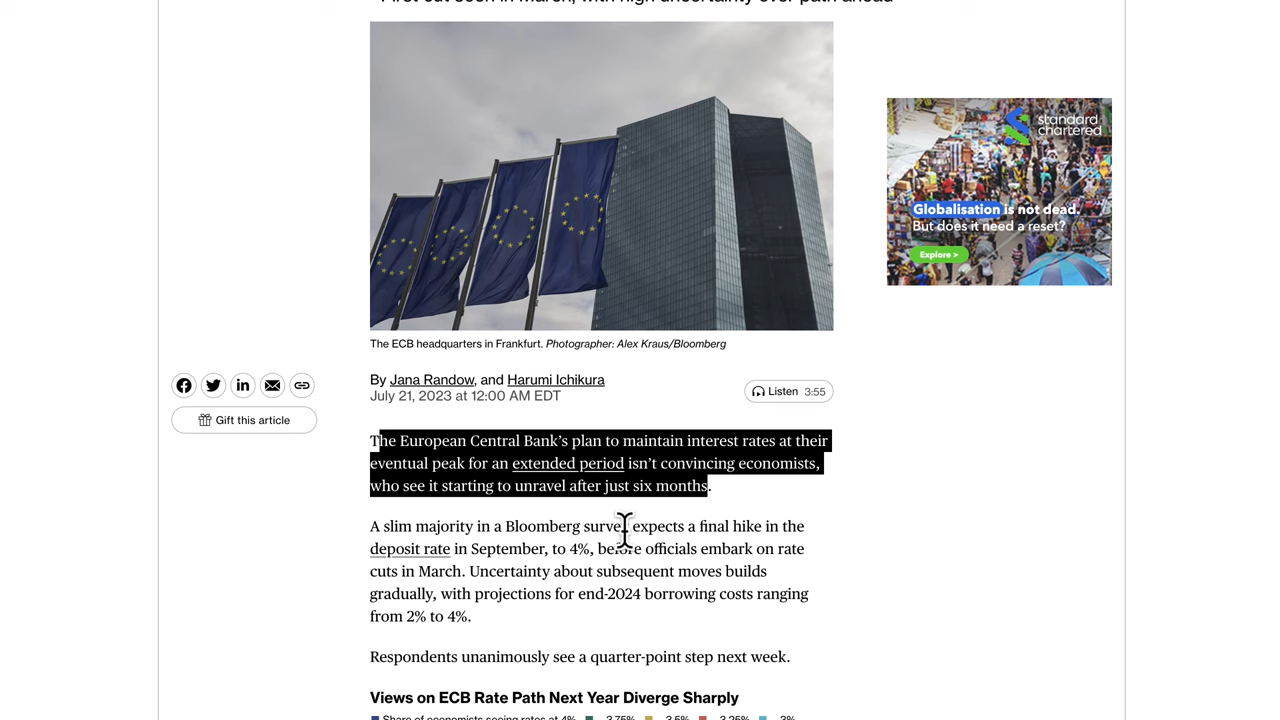 First cut seen in March, with high uncertainty over path ahead
standard
chartered
Globalisation is not dead.
But does it need a reset?
Explore >
The ECB headquarters in Frankfurt. Photographer: Alex Kraus/Bloomberg
By Jana Randow, and Harumi Ichikura
July 21, 2023 at 12:00 AM EDT
Listen 3:55
Gift this article
The European Central Bank’s plan to maintain interest rates at their
eventual peak for an extended period isn’t convincing economists,
who see it starting to unravel after just six months.
A slim majority in a Bloomberg survey expects a final hike in the
deposit rate in September, to 4%, before officials embark on rate
cuts in March. Uncertainty about subsequent moves builds
gradually, with projections for end-2024 borrowing costs ranging
from 2% to 4%.
Respondents unanimously see a quarter-point step next week.
Views on ECB Rate Path Next Year Diverge Sharply
Share of economists seeing rates at 4% 3.75% 3.5% 3.25% 3%